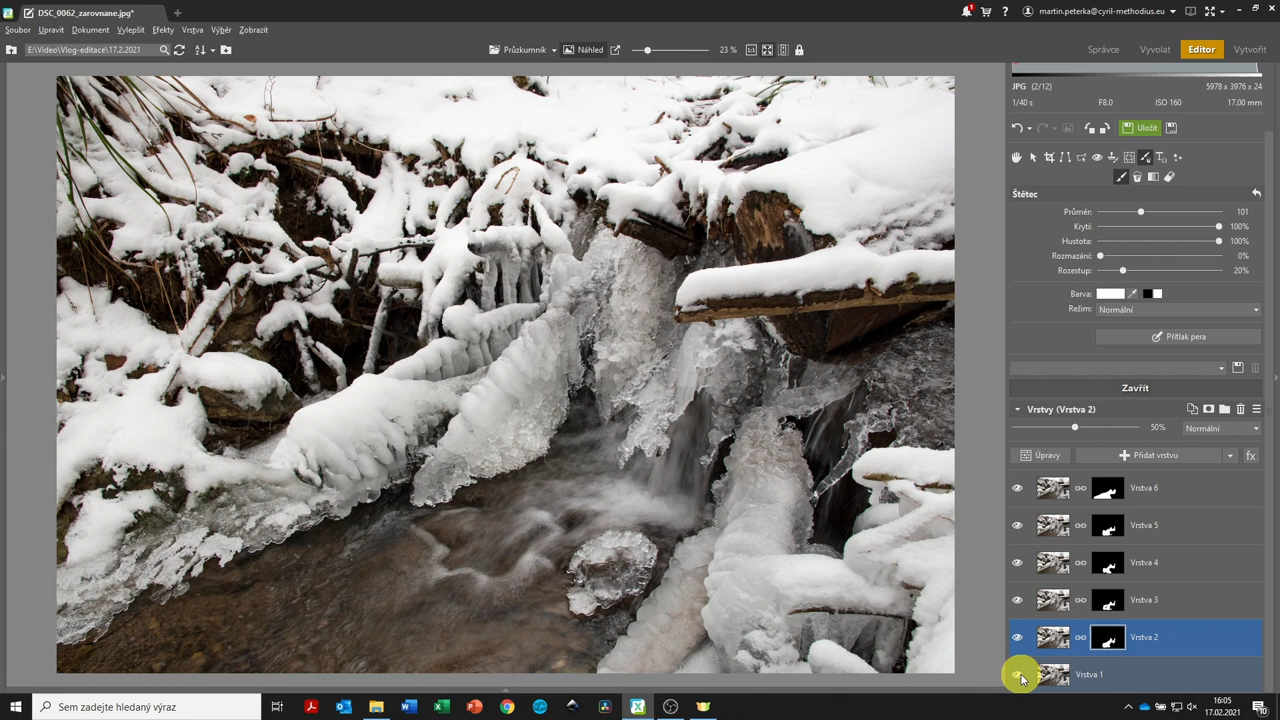 DSC_0062_zarovnane.jpg*
martin.peterka@cyril-methodius.eu
Soubor Upravit Dokument Vylepšit Efekty Vrstva Výběr Zobrazit
E:\Video\Vlog-editace\17.2.2021
Průzkumník
Náhled
23 %
1:1
Správce Vyvolat Editor Vytvořit
JPG (2/12) 5978 x 3976 x 24
1/40 s F8.0 ISO 160 17.00 mm
Uložit
Štětec
Průměr: 101
Krytí: 100%
Hustota: 100%
Rozmazání: 0%
Rozestup: 20%
Barva:
Režim: Normální
Přítlak pera
Zavřít
Vrstvy (Vrstva 2)
50% Normální
Úpravy Přidat vrstvu fx
Vrstva 6
Vrstva 5
Vrstva 4
Vrstva 3
Vrstva 2
Vrstva 1
Sem zadejte hledaný výraz
16:05
17.02.2021